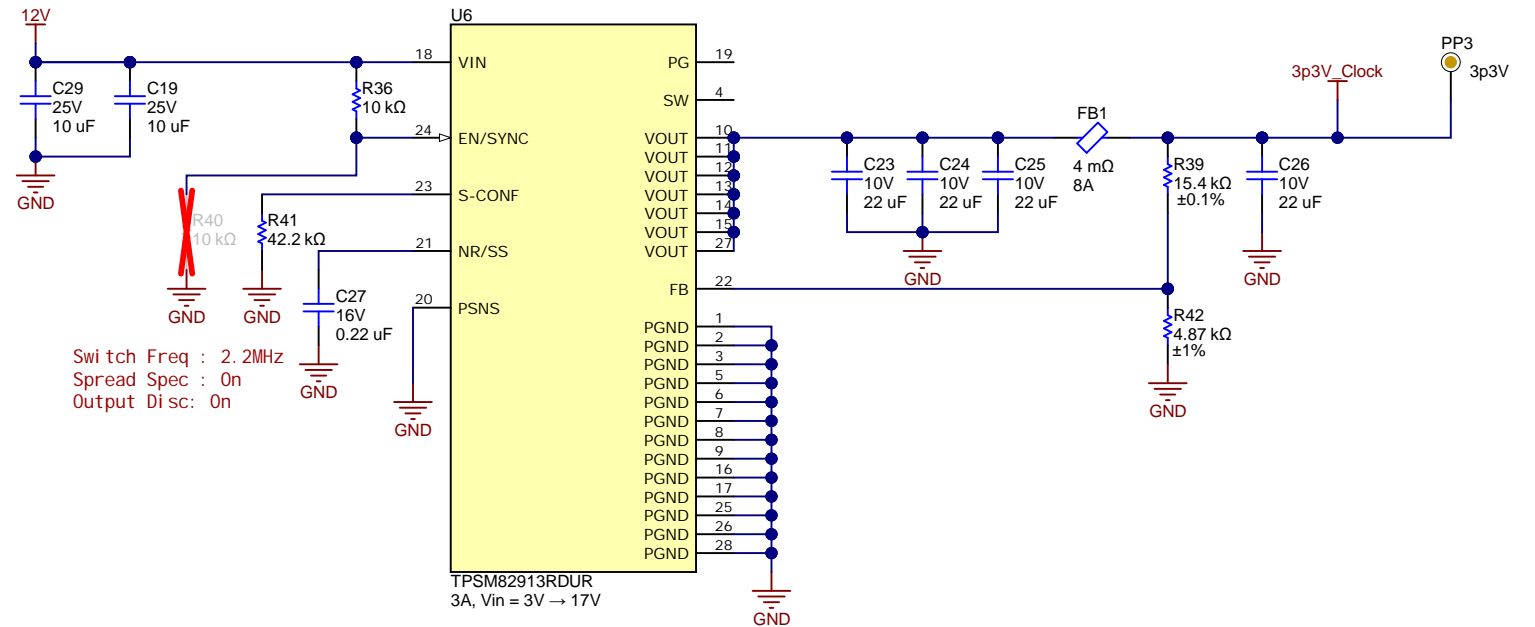 12V
C29
25V
10 uF
C19
25V
10 uF
GND
R36
10 kΩ
R40
10 kΩ
GND
R41
42.2 kΩ
GND
C27
16V
0.22 uF
GND
GND
Switch Freq : 2.2MHz
Spread Spec : On
Output Disc: On
U6
18 VIN
24 EN/SYNC
23 S-CONF
21 NR/SS
20 PSNS
PG 19
SW 4
VOUT 10
VOUT 11
VOUT 12
VOUT 13
VOUT 14
VOUT 15
VOUT 27
FB 22
PGND 1
PGND 2
PGND 3
PGND 5
PGND 6
PGND 7
PGND 8
PGND 9
PGND 16
PGND 17
PGND 25
PGND 26
PGND 28
TPSM82913RDUR
3A, Vin = 3V → 17V
GND
C23
10V
22 uF
C24
10V
22 uF
C25
10V
22 uF
GND
FB1
4 mΩ
8A
R39
15.4 kΩ
±0.1%
C26
10V
22 uF
GND
R42
4.87 kΩ
±1%
GND
3p3V_Clock
PP3
3p3V